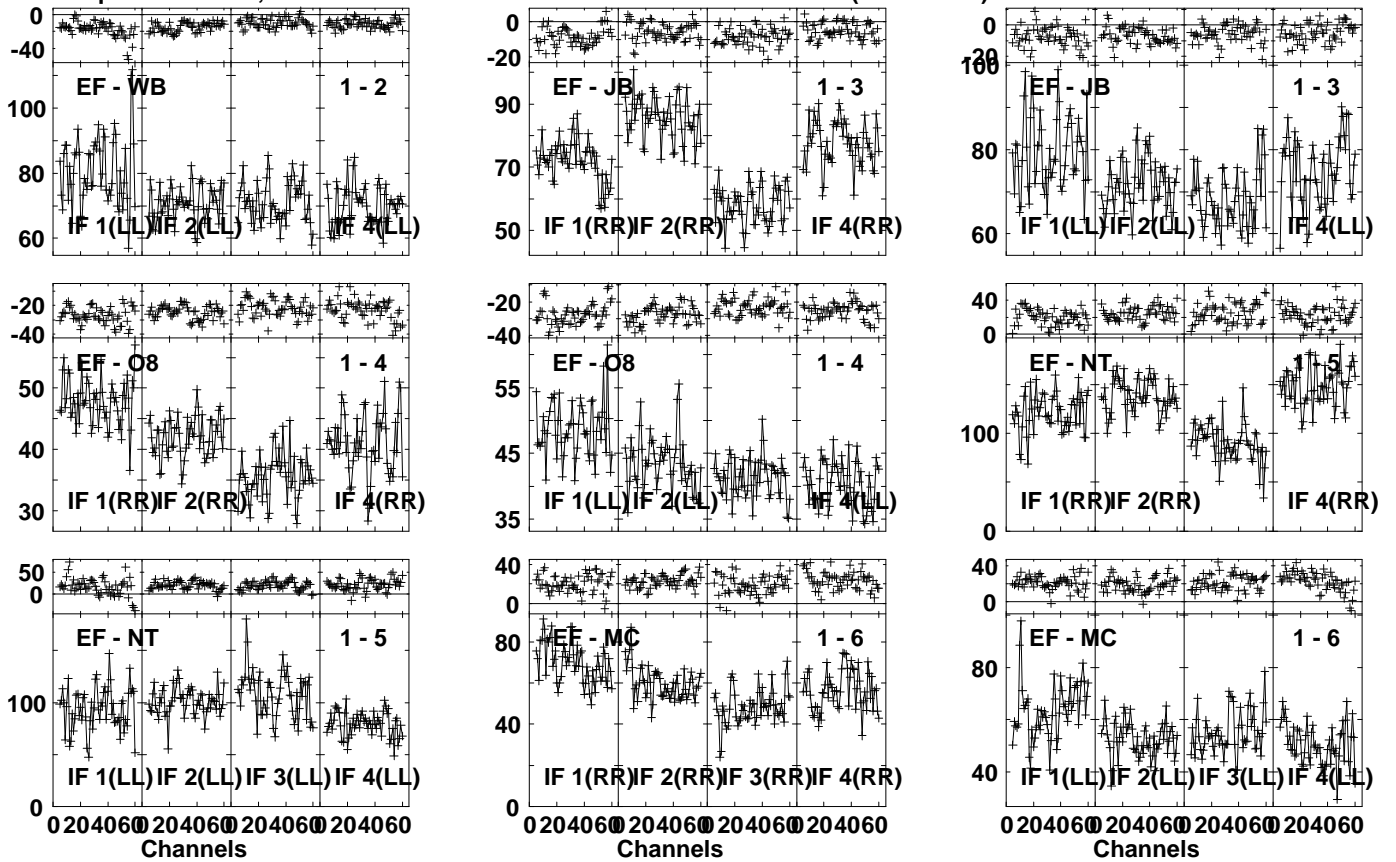 0 0 0
-40 -20 -20
EF - WB 1 - 2 EF - JB 1 - 3 EF - JB 1 - 3
100 90 100
80 70 80
60 50 60
IF 1(LL) IF 2(LL) IF 4(LL) IF 1(RR) IF 2(RR) IF 4(RR) IF 1(LL) IF 2(LL) IF 4(LL)
-20 -20 40
-40 -40 0
EF - O8 1 - 4 EF - O8 1 - 4 EF - NT 1 - 5
50 55 100
40 45
30 35 0
IF 1(RR) IF 2(RR) IF 4(RR) IF 1(LL) IF 2(LL) IF 4(LL) IF 1(RR) IF 2(RR) IF 4(RR)
50 40 40
0 0 0
EF - NT 1 - 5 EF - MC 1 - 6 EF - MC 1 - 6
100 80 80
40 40
IF 1(LL) IF 2(LL) IF 3(LL) IF 4(LL) IF 1(RR) IF 2(RR) IF 3(RR) IF 4(RR) IF 1(LL) IF 2(LL) IF 3(LL) IF 4(LL)
0 0
0 20 40 60 0 20 40 60 0 20 40 60 0 20 40 60 0 20 40 60 0 20 40 60 0 20 40 60 0 20 40 60 0 20 40 60 0 20 40 60 0 20 40 60 0 20 40 60
Channels Channels Channels